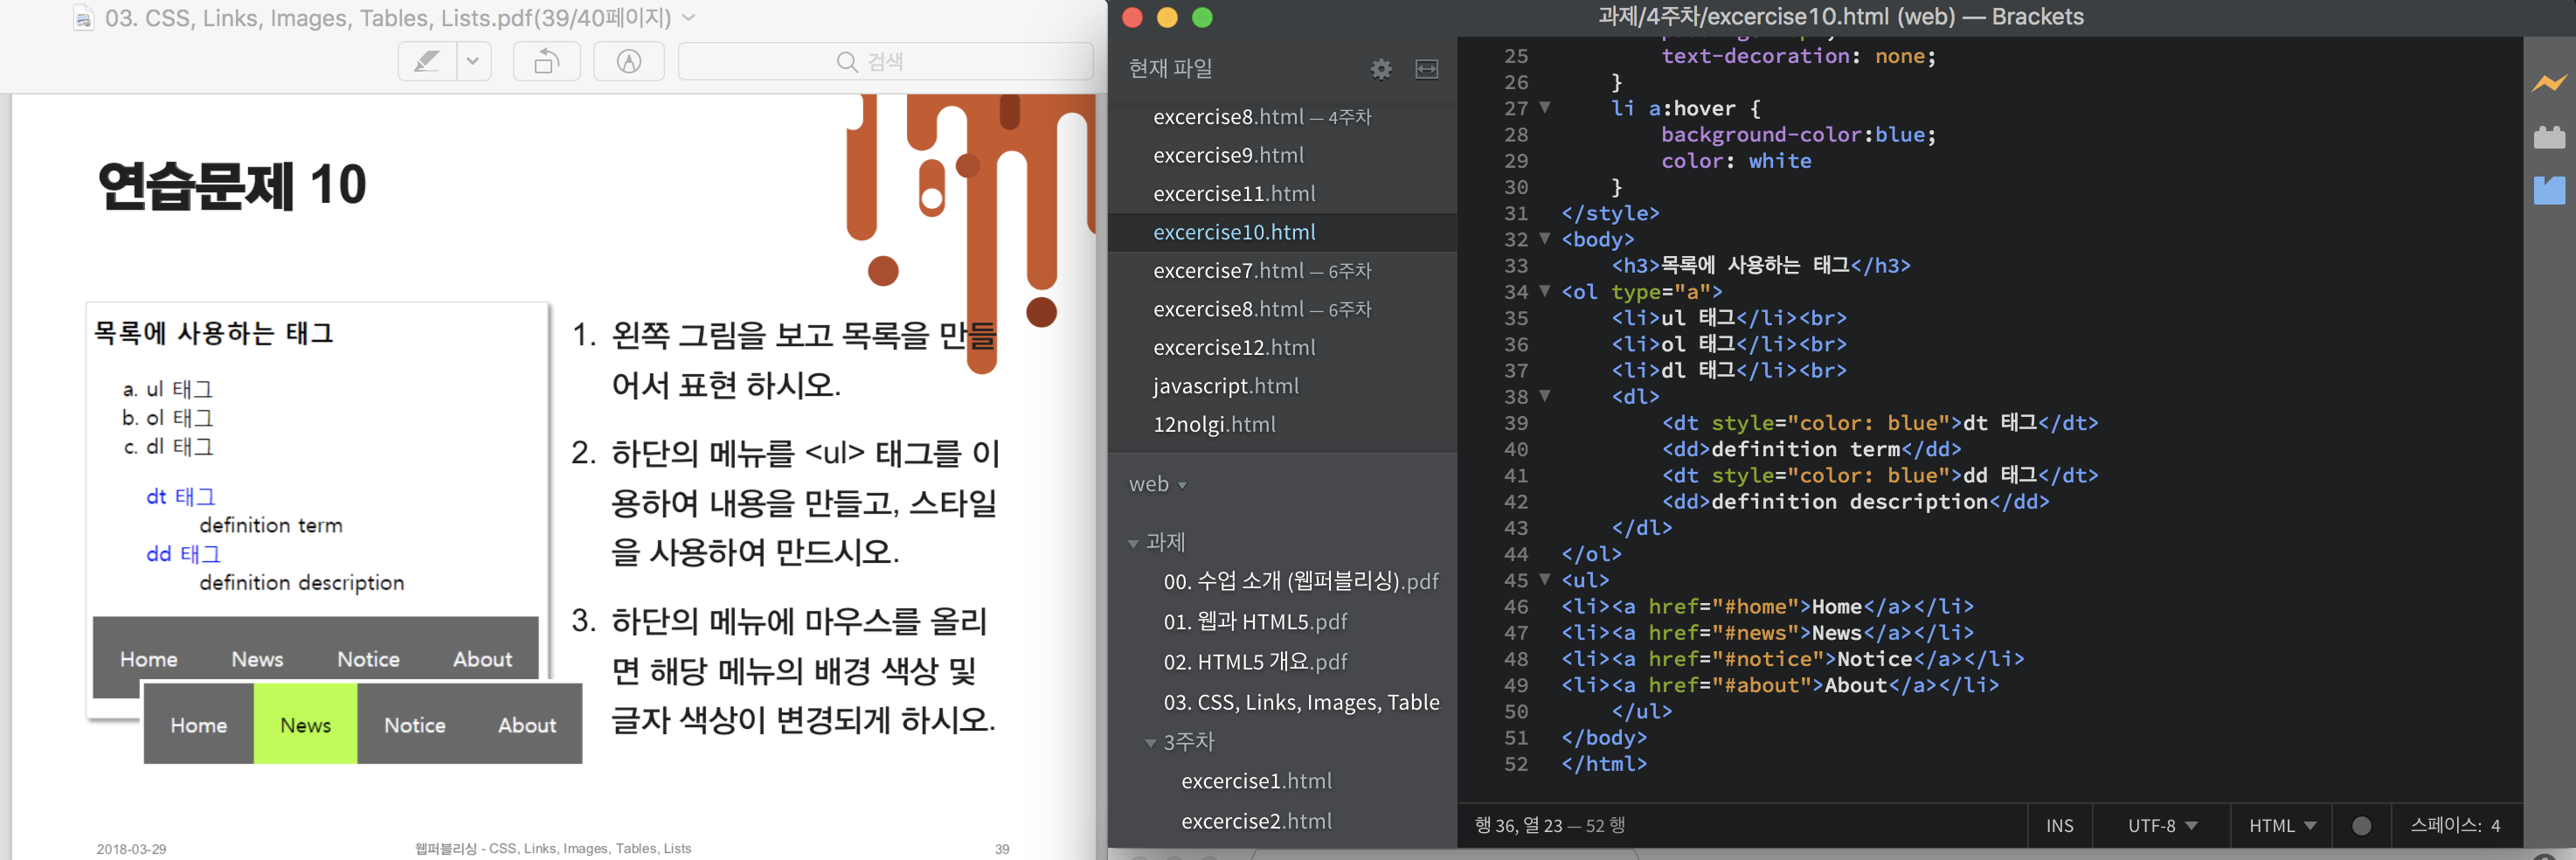 03. CSS, Links, Images, Tables, Lists.pdf(39/40페이지)
검색
연습문제 10
목록에 사용하는 태그
a. ul 태그
b. ol 태그
c. dl 태그
dt 태그
definition term
dd 태그
definition description
Home News Notice About
Home News Notice About
1. 왼쪽 그림을 보고 목록을 만들
어서 표현 하시오.
2. 하단의 메뉴를 <ul> 태그를 이
용하여 내용을 만들고, 스타일
을 사용하여 만드시오.
3. 하단의 메뉴에 마우스를 올리
면 해당 메뉴의 배경 색상 및
글자 색상이 변경되게 하시오.
2018-03-29
웹퍼블리싱 - CSS, Links, Images, Tables, Lists
39
과제/4주차/excercise10.html (web) — Brackets
현재 파일
excercise8.html — 4주차
excercise9.html
excercise11.html
excercise10.html
excercise7.html — 6주차
excercise8.html — 6주차
excercise12.html
javascript.html
12nolgi.html
web
과제
00. 수업 소개 (웹퍼블리싱).pdf
01. 웹과 HTML5.pdf
02. HTML5 개요.pdf
03. CSS, Links, Images, Table
3주차
excercise1.html
excercise2.html
25 text-decoration: none;
26 }
27 li a:hover {
28 background-color:blue;
29 color: white
30 }
31 </style>
32 <body>
33 <h3>목록에 사용하는 태그</h3>
34 <ol type="a">
35 <li>ul 태그</li><br>
36 <li>ol 태그</li><br>
37 <li>dl 태그</li><br>
38 <dl>
39 <dt style="color: blue">dt 태그</dt>
40 <dd>definition term</dd>
41 <dt style="color: blue">dd 태그</dt>
42 <dd>definition description</dd>
43 </dl>
44 </ol>
45 <ul>
46 <li><a href="#home">Home</a></li>
47 <li><a href="#news">News</a></li>
48 <li><a href="#notice">Notice</a></li>
49 <li><a href="#about">About</a></li>
50 </ul>
51 </body>
52 </html>
행 36, 열 23 — 52 행
INS
UTF-8
HTML
스페이스: 4